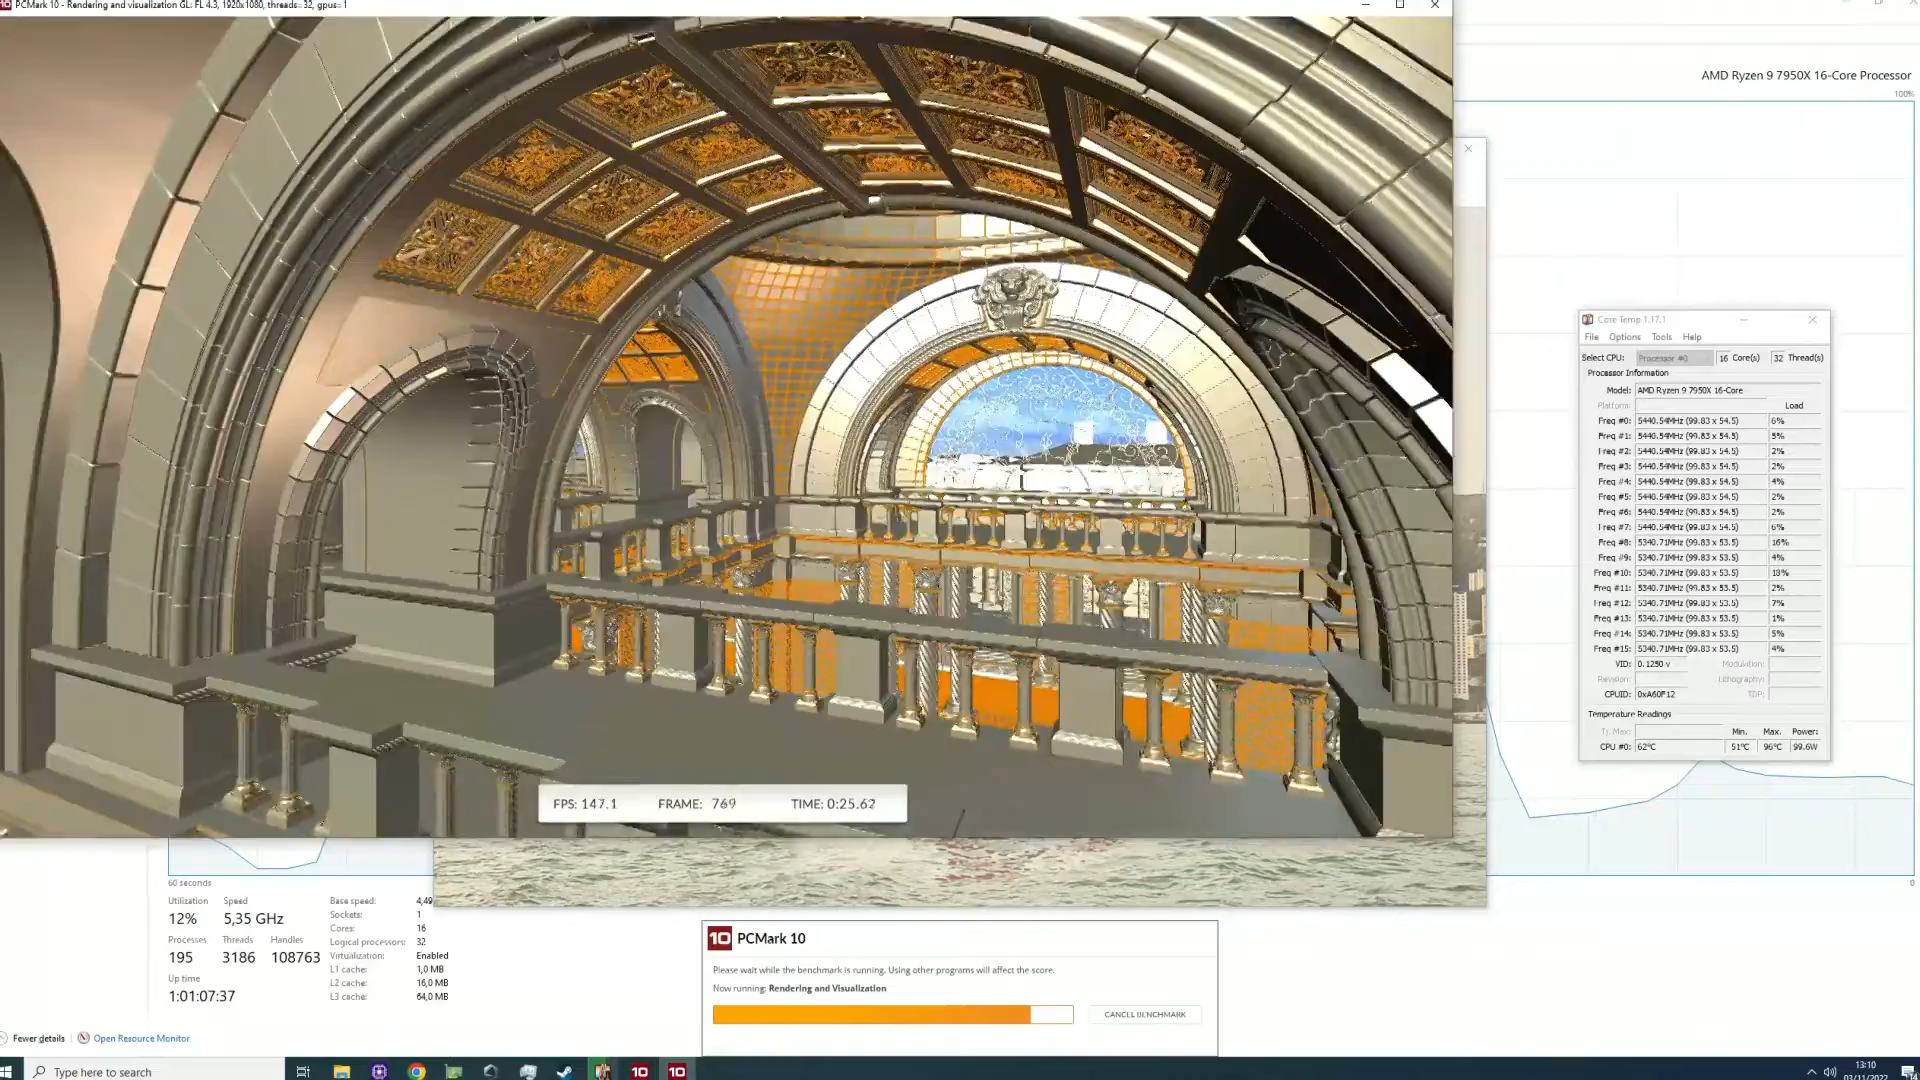 PCMark 10 - Rendering and visualization GL: FL 4.3, 1920x1080, threads= 32, gpus= 1
AMD Ryzen 9 7950X 16-Core Processor
100%
Core Temp 1.17.1
File Options Tools Help
Select CPU: Processor #0 16 Core(s) 32 Thread(s)
Processor Information
Model: AMD Ryzen 9 7950X 16-Core
Platform:
Load
Freq #0: 5440.54MHz (99.83 x 54.5) 6%
Freq #1: 5440.54MHz (99.83 x 54.5) 5%
Freq #2: 5440.54MHz (99.83 x 54.5) 2%
Freq #3: 5440.54MHz (99.83 x 54.5) 2%
Freq #4: 5440.54MHz (99.83 x 54.5) 4%
Freq #5: 5440.54MHz (99.83 x 54.5) 2%
Freq #6: 5440.54MHz (99.83 x 54.5) 2%
Freq #7: 5440.54MHz (99.83 x 54.5) 6%
Freq #8: 5340.71MHz (99.83 x 53.5) 16%
Freq #9: 5340.71MHz (99.83 x 53.5) 4%
Freq #10: 5340.71MHz (99.83 x 53.5)
Freq #11: 5340.71MHz (99.83 x 53.5) 2%
Freq #12: 5340.71MHz (99.83 x 53.5) 7%
Freq #13: 5340.71MHz (99.83 x 53.5) 1%
Freq #14: 5340.71MHz (99.83 x 53.5) 5%
Freq #15: 5340.71MHz (99.83 x 53.5) 4%
VID: 0.1250 v Modulation:
Revision: Lithography:
CPUID: 0xA60F12 TDP:
Temperature Readings
Tj. Max: Min. Max. Power:
CPU #0: 62°C 51°C 96°C 99.6W
FPS: 147.1 FRAME: 769 TIME: 0:25.62
60 seconds
0
Utilization Speed
12% 5,35 GHz
Processes Threads Handles
195 3186 108763
Up time
1:01:07:37
Base speed: 4,49
Sockets: 1
Cores: 16
Logical processors: 32
Virtualization: Enabled
L1 cache: 1,0 MB
L2 cache: 16,0 MB
L3 cache: 64,0 MB
10 PCMark 10
Please wait while the benchmark is running. Using other programs will affect the score.
Now running: Rendering and Visualization
CANCEL BENCHMARK
Fewer details Open Resource Monitor
Type here to search
10 10
13:10
03/11/2022